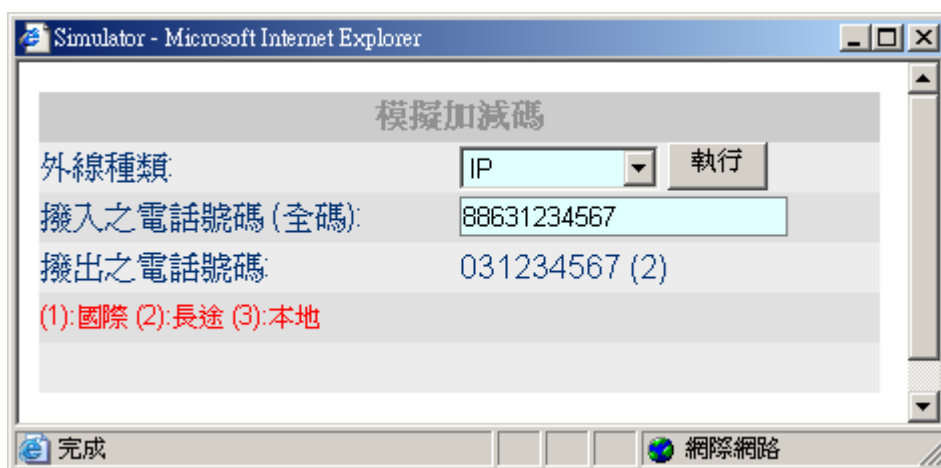 Simulator - Microsoft Internet Explorer
模擬加減碼
外線種類: IP 執行
撥入之電話號碼 (全碼): 88631234567
撥出之電話號碼: 031234567 (2)
(1):國際 (2):長途 (3):本地
完成 網際網路